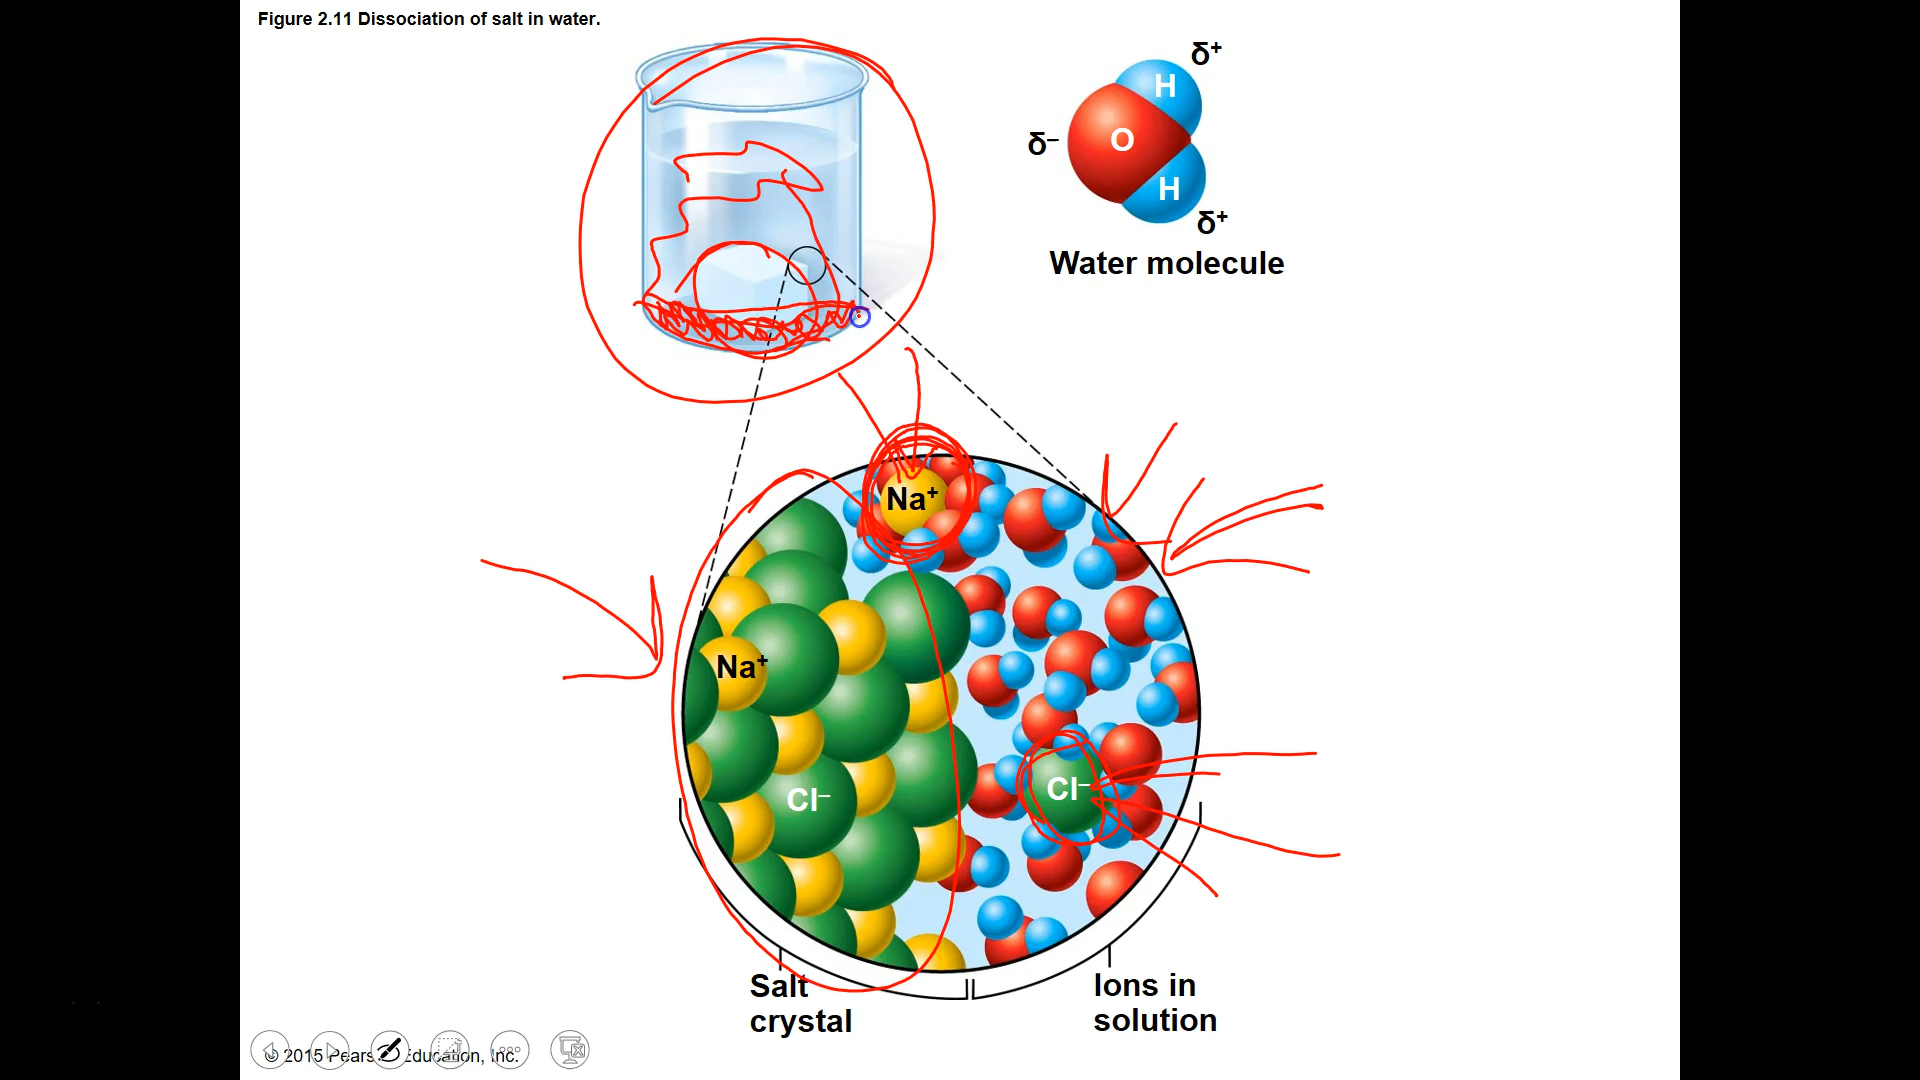 Figure 2.11 Dissociation of salt in water.
δ+
H
δ–
O
H
δ+
Water molecule
Na+
Na+
Cl–
Cl–
Salt
crystal
Ions in
solution
© 2015 Pearson Education, Inc.